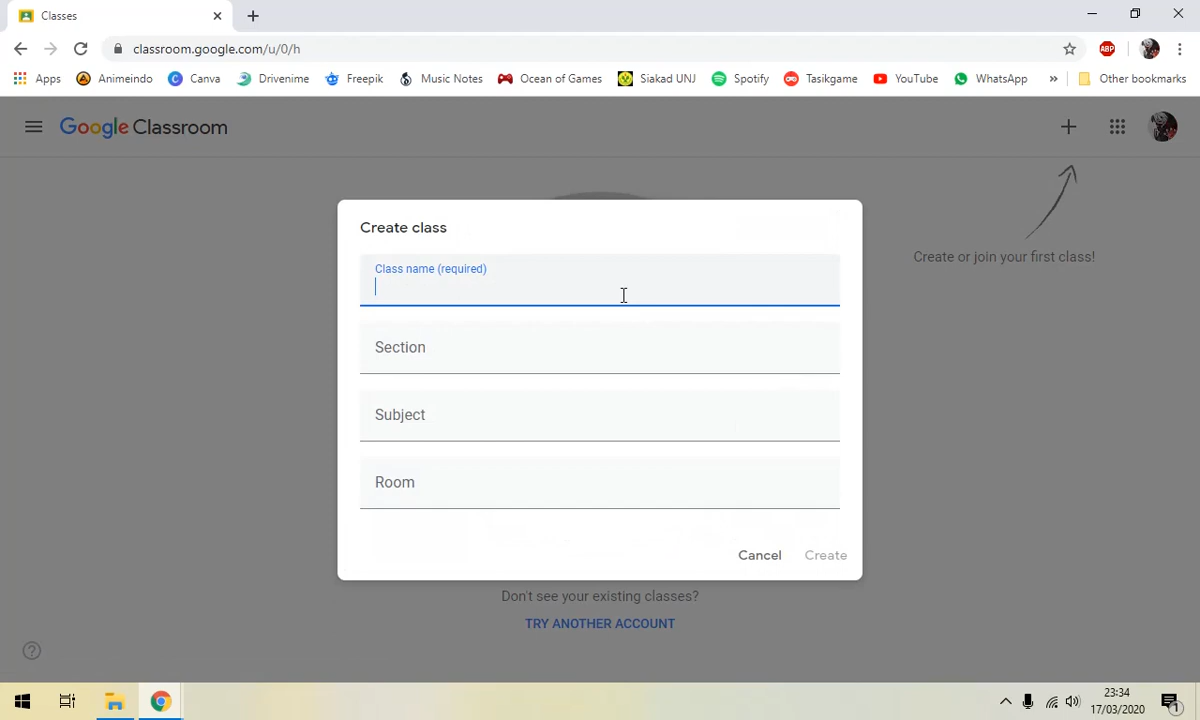 Classes
classroom.google.com/u/0/h
ABP
Apps Animeindo Canva Drivenime Freepik Music Notes Ocean of Games Siakad UNJ Spotify Tasikgame YouTube WhatsApp » Other bookmarks
Google Classroom
Create or join your first class!
Create class
Class name (required)
Section
Subject
Room
Cancel Create
Don't see your existing classes?
TRY ANOTHER ACCOUNT
23:34
17/03/2020
1